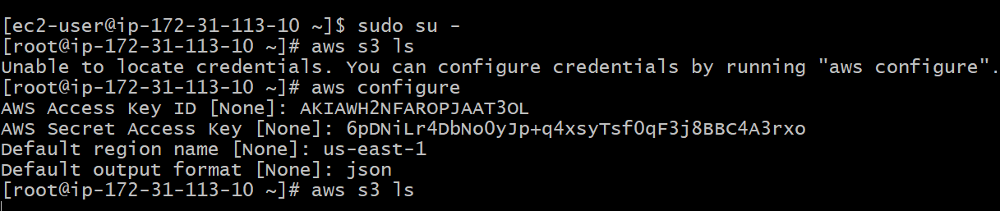 [ec2-user@ip-172-31-113-10 ~]$ sudo su -
[root@ip-172-31-113-10 ~]# aws s3 ls
Unable to locate credentials. You can configure credentials by running "aws configure".
[root@ip-172-31-113-10 ~]# aws configure
AWS Access Key ID [None]: AKIAWH2NFAROPJAAT3OL
AWS Secret Access Key [None]: 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
Default region name [None]: us-east-1
Default output format [None]: json
[root@ip-172-31-113-10 ~]# aws s3 ls